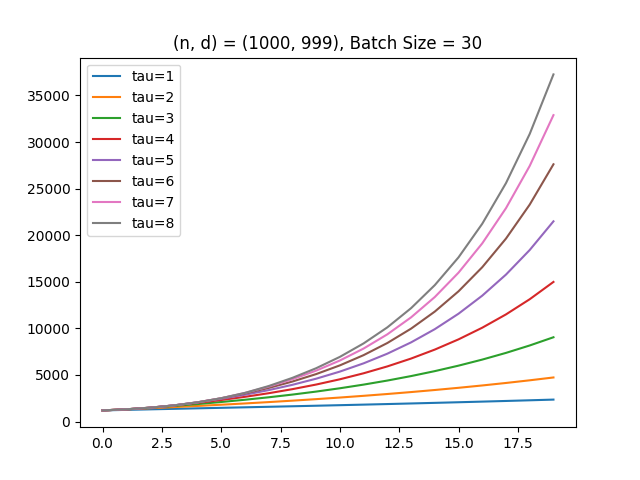 (n, d) = (1000, 999), Batch Size = 30
tau=1
tau=2
tau=3
tau=4
tau=5
tau=6
tau=7
tau=8
35000
30000
25000
20000
15000
10000
5000
0
0.0 2.5 5.0 7.5 10.0 12.5 15.0 17.5